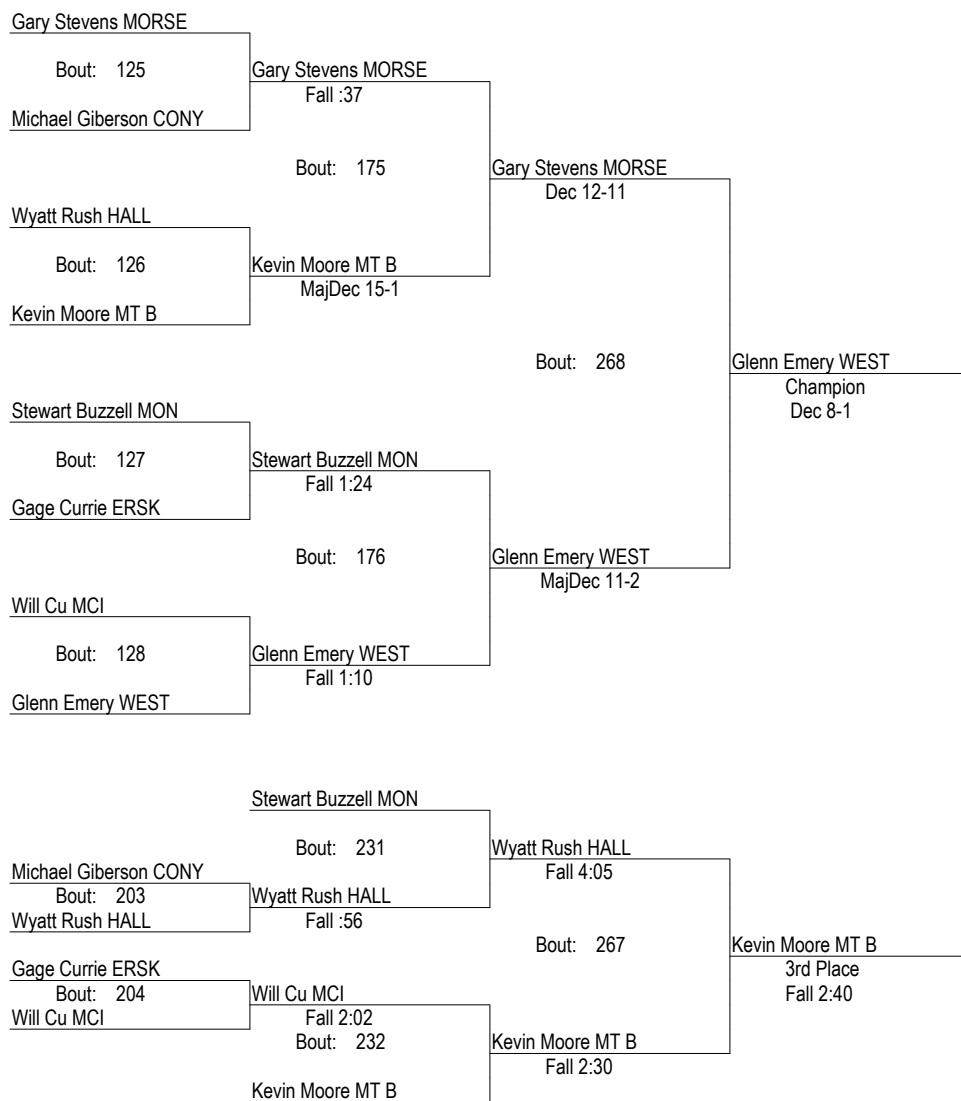 Gary Stevens MORSE
Bout: 125
Gary Stevens MORSE
Fall :37
Michael Giberson CONY
Bout: 175
Gary Stevens MORSE
Dec 12-11
Wyatt Rush HALL
Bout: 126
Kevin Moore MT B
MajDec 15-1
Kevin Moore MT B
Bout: 268
Glenn Emery WEST
Champion
Dec 8-1
Stewart Buzzell MON
Bout: 127
Stewart Buzzell MON
Fall 1:24
Gage Currie ERSK
Bout: 176
Glenn Emery WEST
MajDec 11-2
Will Cu MCI
Bout: 128
Glenn Emery WEST
Fall 1:10
Glenn Emery WEST
Stewart Buzzell MON
Bout: 231
Wyatt Rush HALL
Fall 4:05
Michael Giberson CONY
Bout: 203
Wyatt Rush HALL
Fall :56
Wyatt Rush HALL
Bout: 267
Kevin Moore MT B
3rd Place
Fall 2:40
Gage Currie ERSK
Bout: 204
Will Cu MCI
Fall 2:02
Will Cu MCI
Bout: 232
Kevin Moore MT B
Fall 2:30
Kevin Moore MT B